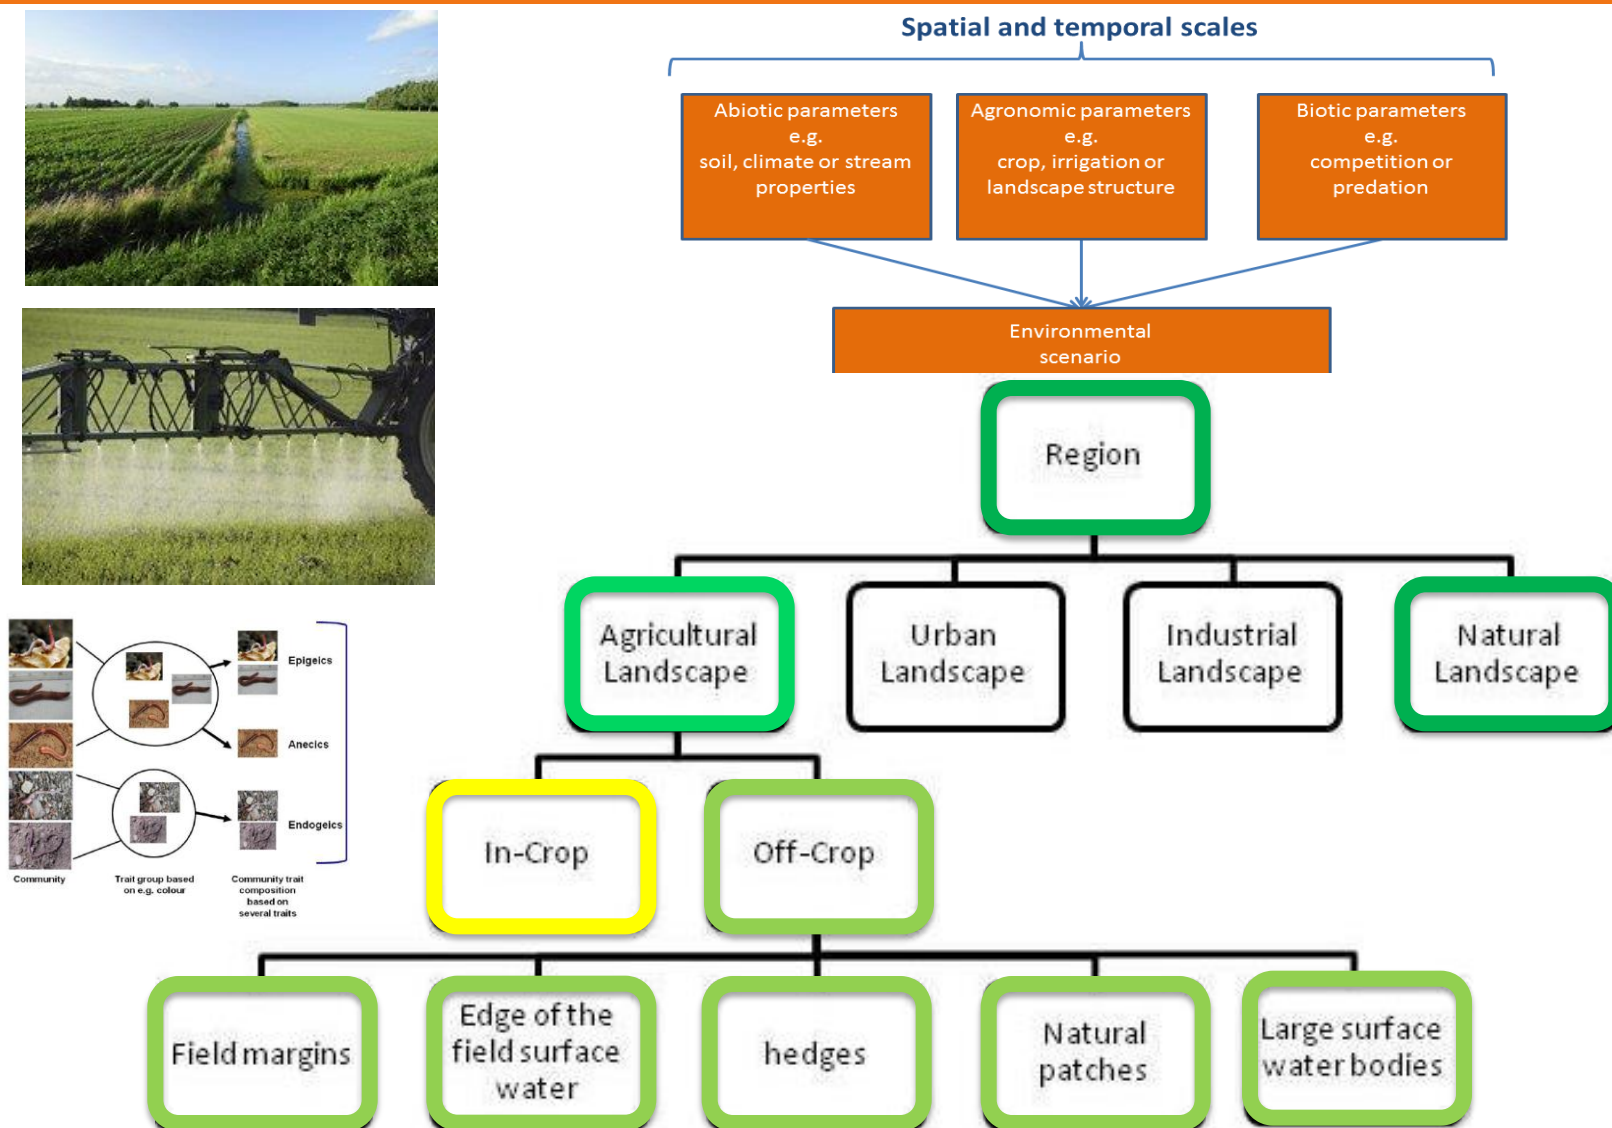 Spatial and temporal scales
Abiotic parameters
e.g.
soil, climate or stream
properties
Agronomic parameters
e.g.
crop, irrigation or
landscape structure
Biotic parameters
e.g.
competition or
predation
Environmental
scenario
Region
Agricultural
Landscape
Urban
Landscape
Industrial
Landscape
Natural
Landscape
In-Crop
Off-Crop
Field margins
Edge of the
field surface
water
hedges
Natural
patches
Large surface
water bodies
Epigeics
Anecics
Endogeics
Community
Trait group based
on e.g. colour
Community trait
composition
based on
several traits